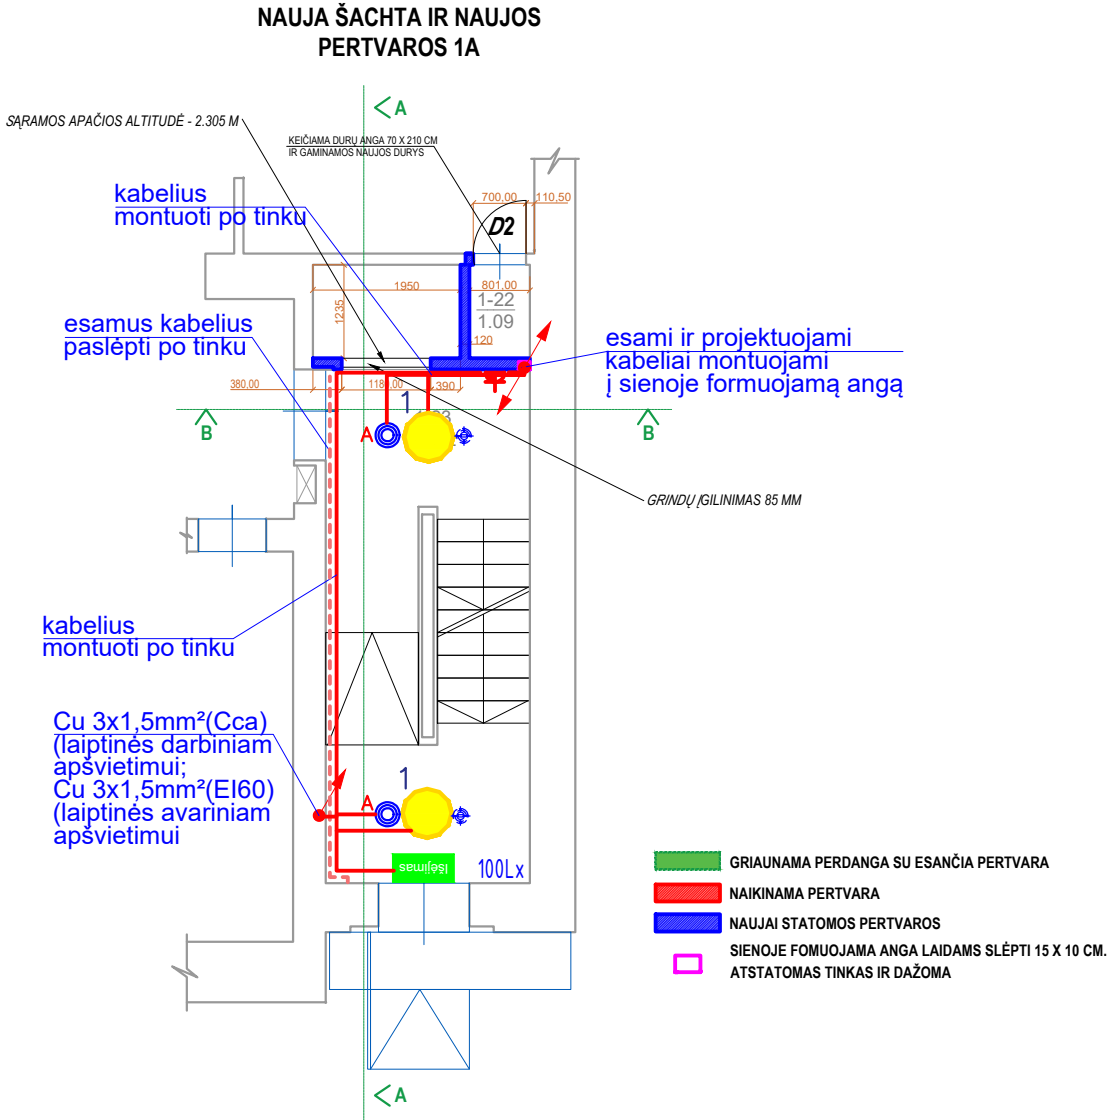 NAUJA ŠACHTA IR NAUJOS
PERTVAROS 1A
A
SĄRAMOS APAČIOS ALTITUDĖ - 2.305 M
KEIČIAMA DURŲ ANGA 70 X 210 CM
IR GAMINAMOS NAUJOS DURYS
kabelius
montuoti po tinku
700,00
110,50
D2
1950
801,00
1-22
1.09
1235
120
esamus kabelius
paslėpti po tinku
esami ir projektuojami
kabeliai montuojami
į sienoje formuojamą angą
380,00
390
1
B
B
A
GRINDŲ ĮGILINIMAS 85 MM
kabelius
montuoti po tinku
Cu 3x1,5mm²(Cca)
(laiptinės darbiniam
apšvietimui;
Cu 3x1,5mm²(EI60)
(laiptinės avariniam
apšvietimui
1
A
Išėjimas
100Lx
GRIAUNAMA PERDANGA SU ESANČIA PERTVARA
NAIKINAMA PERTVARA
NAUJAI STATOMOS PERTVAROS
SIENOJE FOMUOJAMA ANGA LAIDAMS SLĖPTI 15 X 10 CM.
ATSTATOMAS TINKAS IR DAŽOMA
A